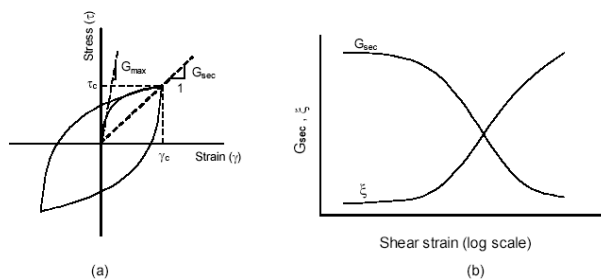 Stress (τ)
Gmax
Gsec
τc
1
γc
Strain (γ)
(a)
Gsec
Gsec , ξ
ξ
Shear strain (log scale)
(b)